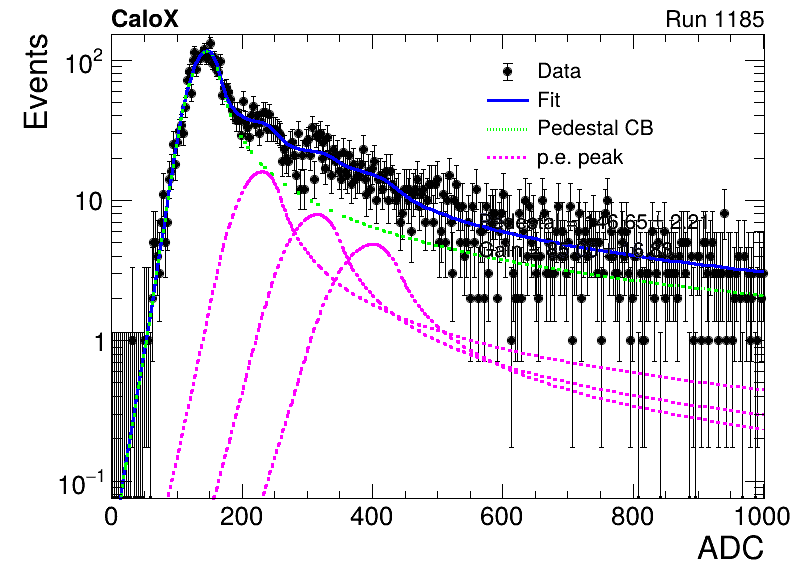 CaloX
Run 1185
Events
Data
Fit
Pedestal CB
p.e. peak
10²
10
1
10⁻¹
0
200
400
600
800
1000
ADC